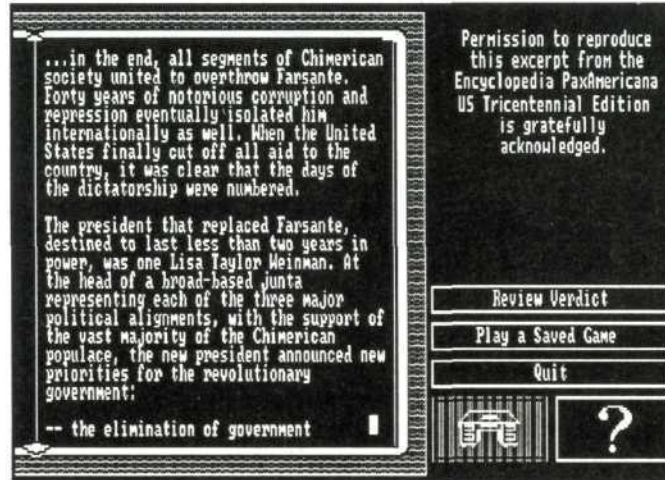 ...in the end, all segments of Chimerican
society united to overthrow Farsante.
Forty years of notorious corruption and
repression eventually isolated him
internationally as well. When the United
States finally cut off all aid to the
country, it was clear that the days of
the dictatorship were numbered.
The president that replaced Farsante,
destined to last less than two years in
power, was one Lisa Taylor Weinman. At
the head of a broad-based junta
representing each of the three major
political alignments, with the support of
the vast majority of the Chimerican
populace, the new president announced new
priorities for the revolutionary
government:
-- the elimination of government
Permission to reproduce
this excerpt from the
Encyclopedia PaxAmericana
US Tricentennial Edition
is gratefully
acknowledged.
Review Verdict
Play a Saved Game
Quit
?